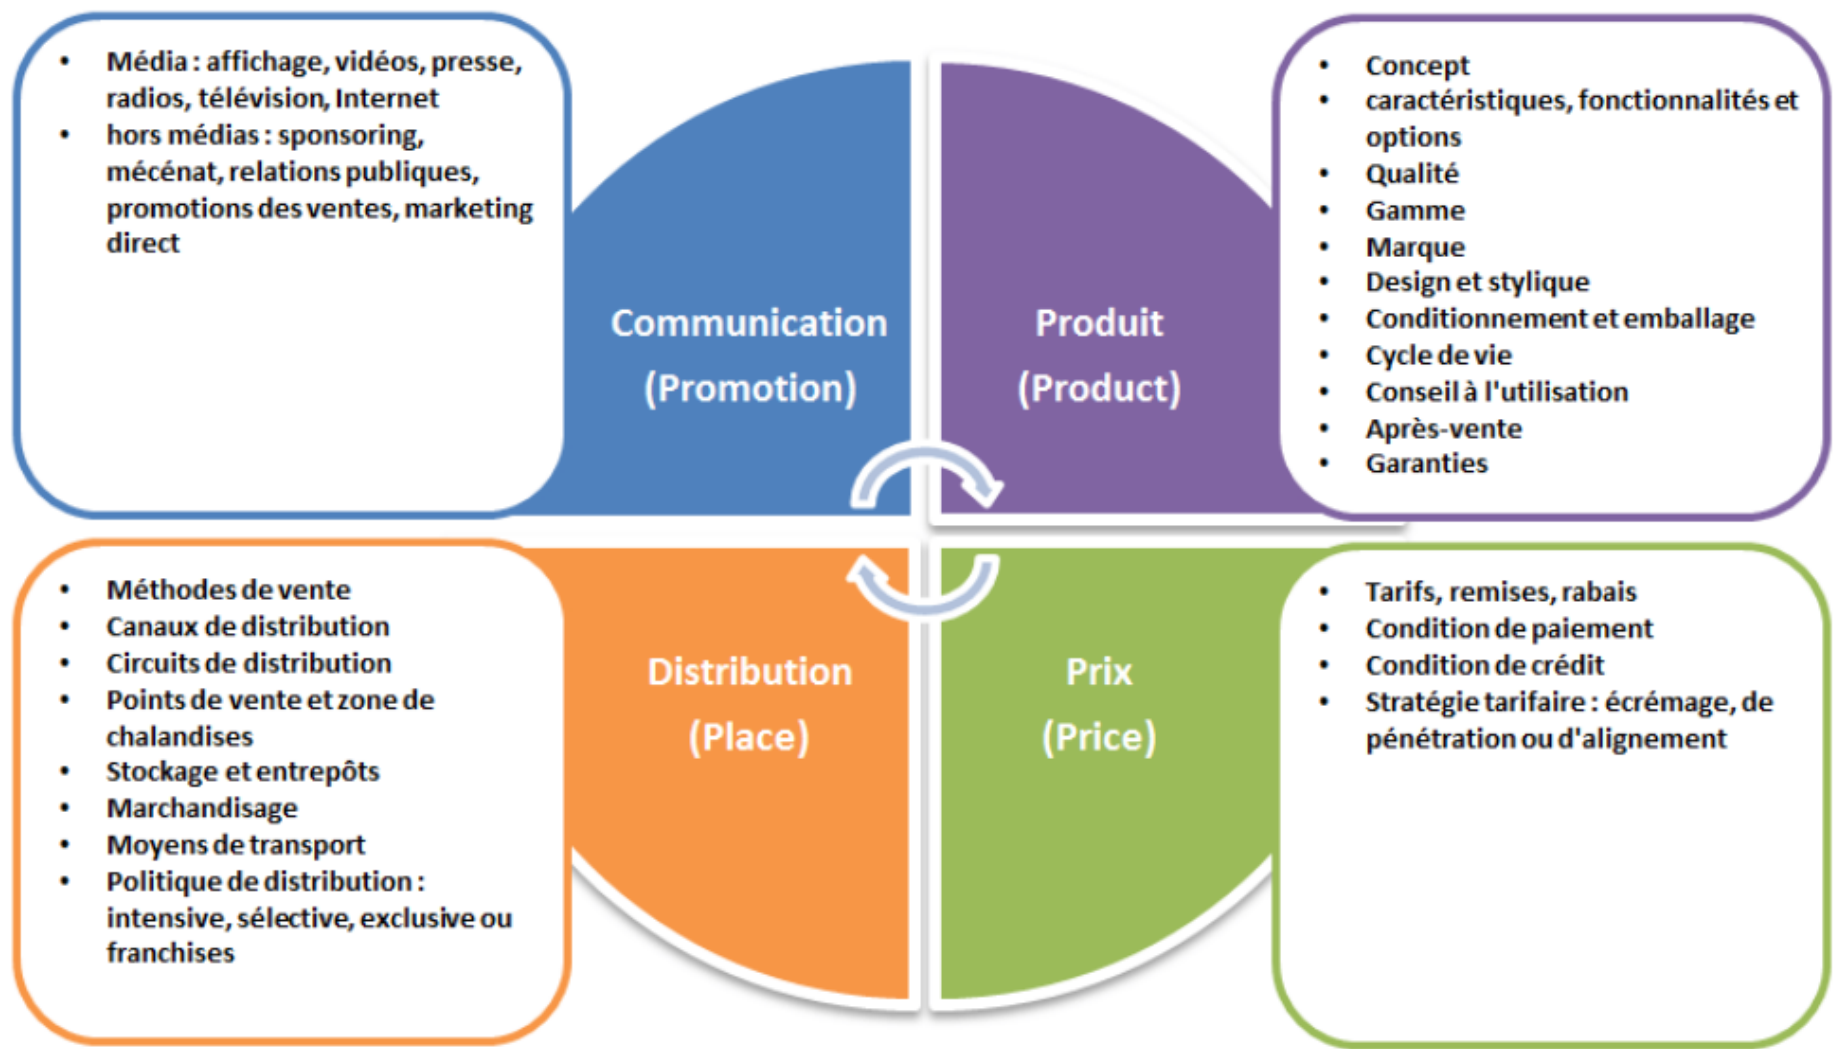 • Média : affichage, vidéos, presse,
radios, télévision, Internet
• hors médias : sponsoring,
mécénat, relations publiques,
promotions des ventes, marketing
direct
Communication
(Promotion)
Produit
(Product)
• Concept
• caractéristiques, fonctionnalités et
options
• Qualité
• Gamme
• Marque
• Design et stylique
• Conditionnement et emballage
• Cycle de vie
• Conseil à l'utilisation
• Après-vente
• Garanties
• Méthodes de vente
• Canaux de distribution
• Circuits de distribution
• Points de vente et zone de
chalandises
• Stockage et entrepôts
• Marchandisage
• Moyens de transport
• Politique de distribution :
intensive, sélective, exclusive ou
franchises
Distribution
(Place)
Prix
(Price)
• Tarifs, remises, rabais
• Condition de paiement
• Condition de crédit
• Stratégie tarifaire : écrémage, de
pénétration ou d'alignement